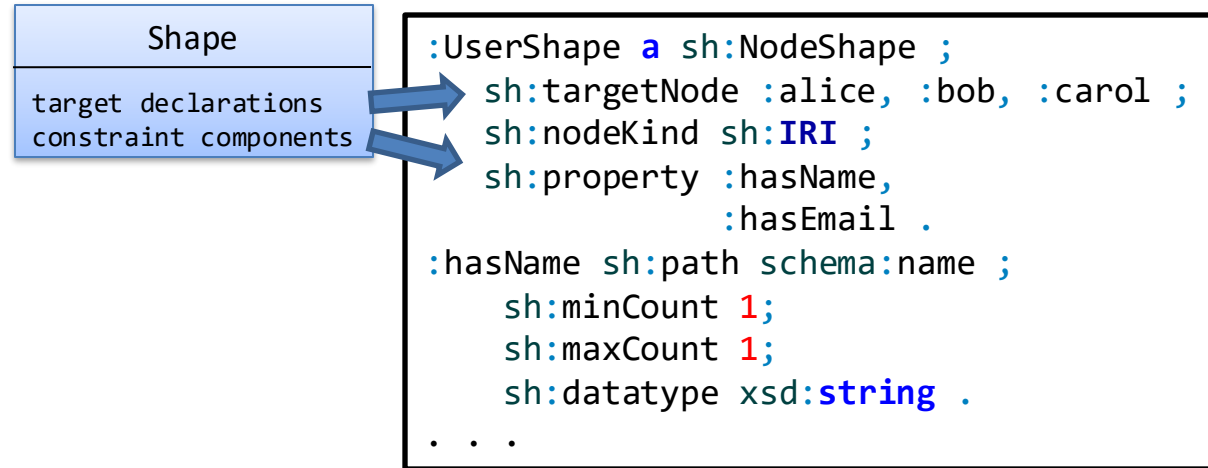 Shape
target declarations
constraint components
:UserShape a sh:NodeShape ;
sh:targetNode :alice, :bob, :carol ;
sh:nodeKind sh:IRI ;
sh:property :hasName,
:hasEmail .
:hasName sh:path schema:name ;
sh:minCount 1;
sh:maxCount 1;
sh:datatype xsd:string .
. . .